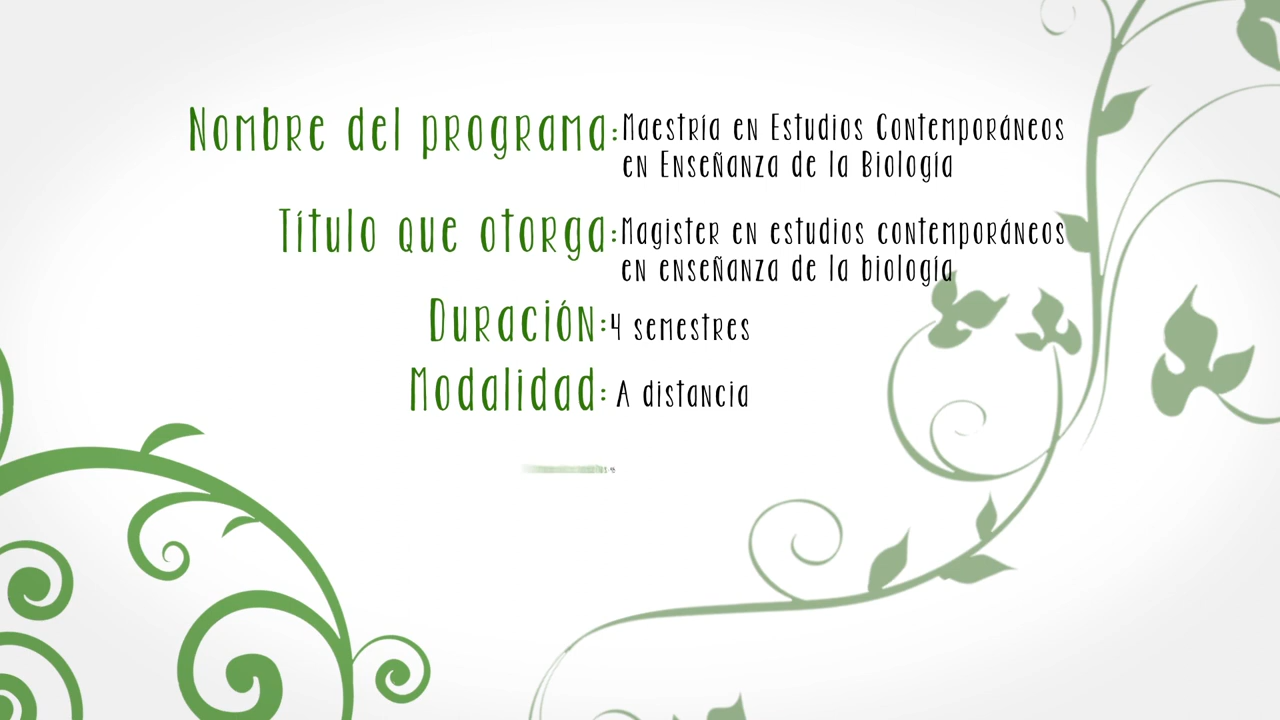 Nombre del programa: Maestría en Estudios Contemporáneos
en Enseñanza de la Biología
Título que otorga: Magister en estudios contemporáneos
en enseñanza de la biología
Duración: 4 semestres
Modalidad: A distancia